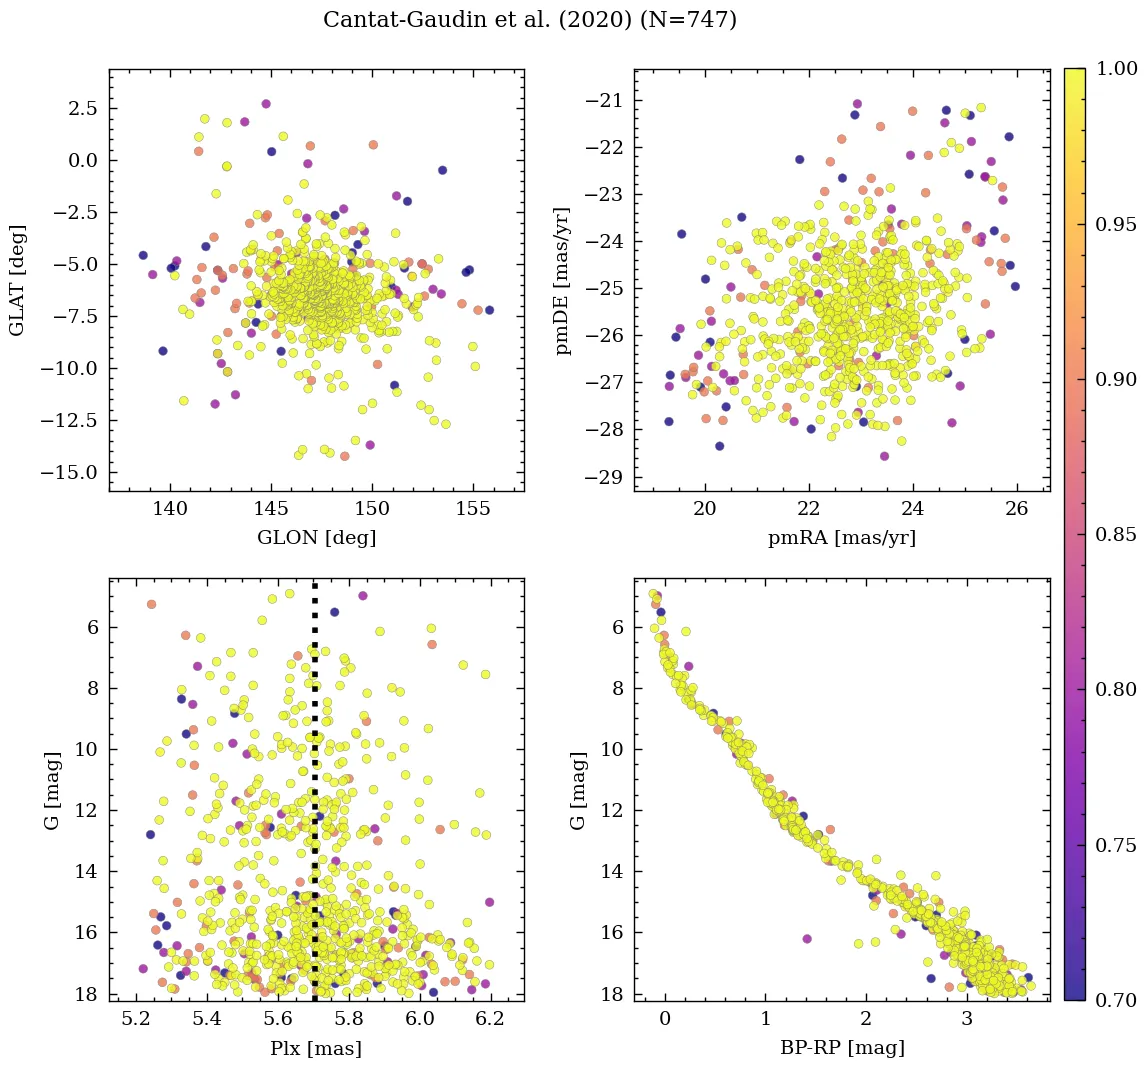 Cantat-Gaudin et al. (2020) (N=747)
2.5
0.0
−2.5
−5.0
−7.5
−10.0
−12.5
−15.0
GLAT [deg]
140 145 150 155
GLON [deg]
−21
−22
−23
−24
−25
−26
−27
−28
−29
pmDE [mas/yr]
20 22 24 26
pmRA [mas/yr]
6
8
10
12
14
16
18
G [mag]
5.2 5.4 5.6 5.8 6.0 6.2
Plx [mas]
6
8
10
12
14
16
18
G [mag]
0 1 2 3
BP-RP [mag]
1.00
0.95
0.90
0.85
0.80
0.75
0.70